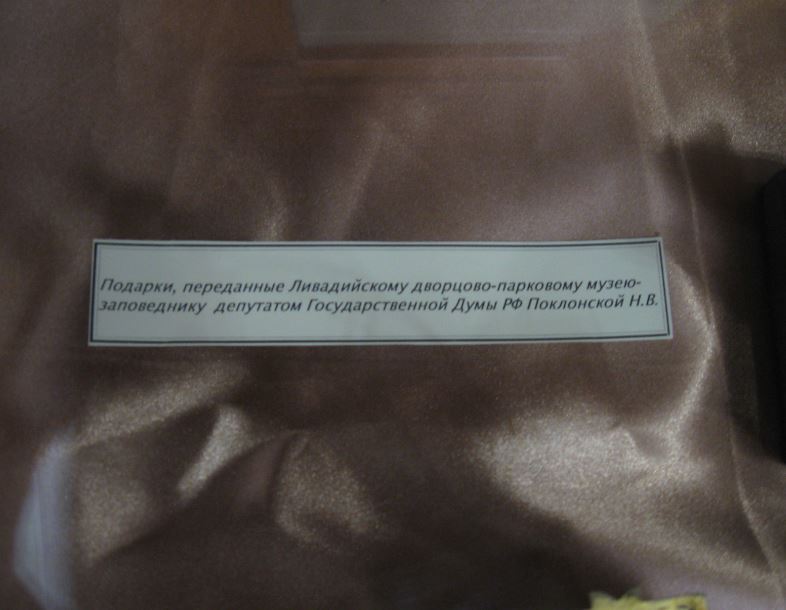 Подарки, переданные Ливадийскому дворцово-парковому музею-
заповеднику депутатом Государственной Думы РФ Поклонской Н.В.